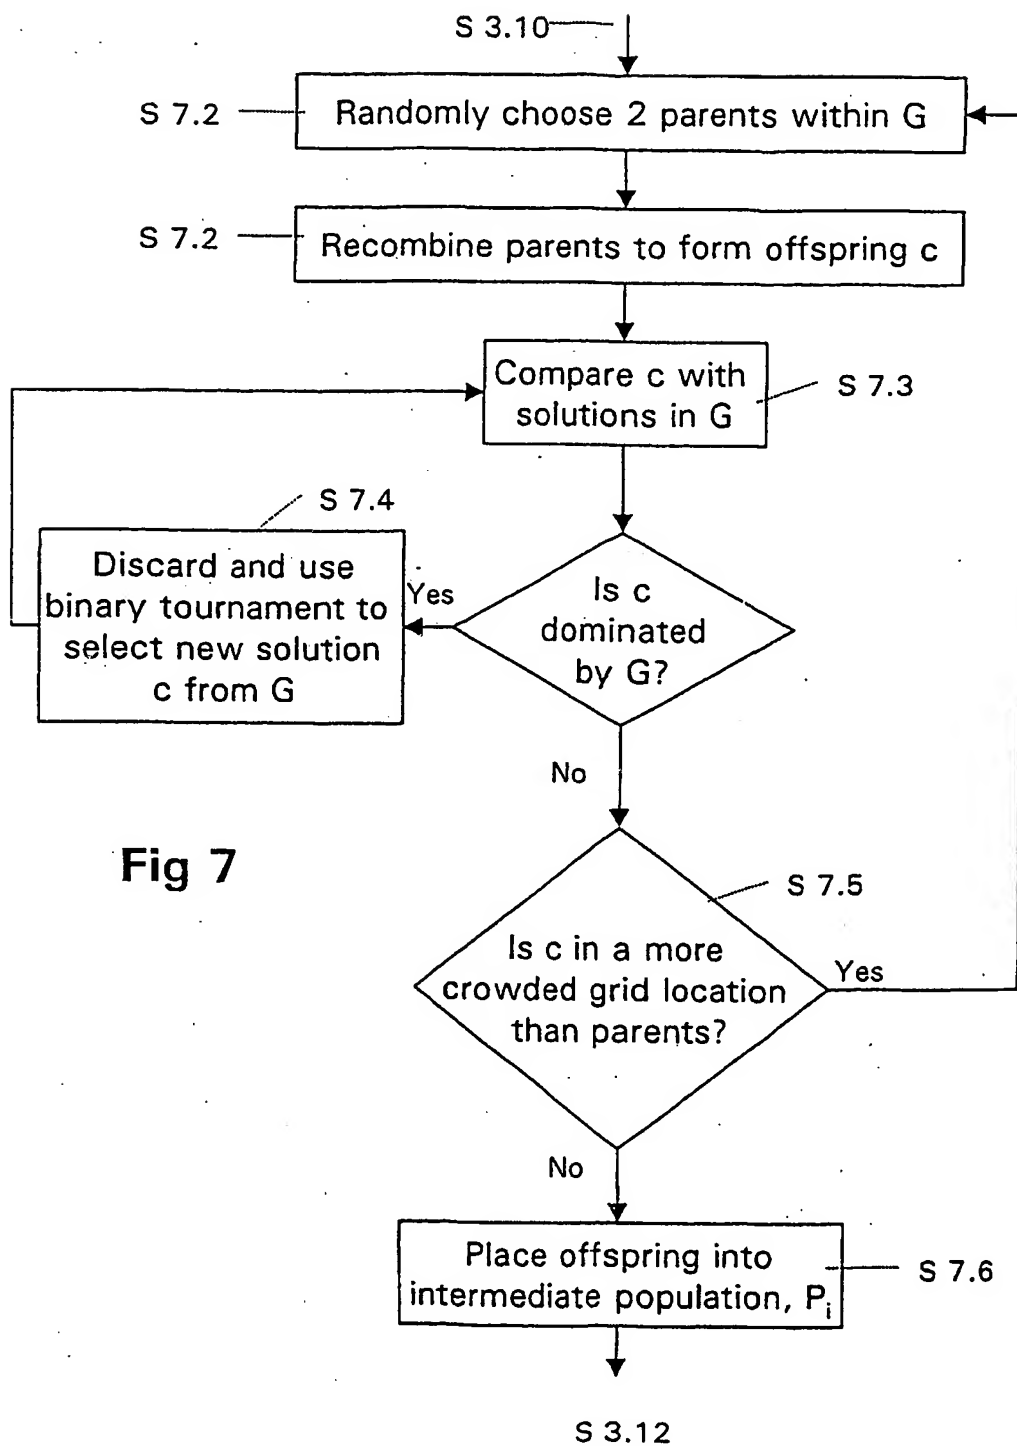 S 3.10
S 7.2
Randomly choose 2 parents within G
S 7.2
Recombine parents to form offspring c
Compare c with
solutions in G
S 7.3
S 7.4
Discard and use
binary tournament to
select new solution
c from G
Yes
Is c
dominated
by G?
No
Fig 7
S 7.5
Is c in a more
crowded grid location
than parents?
Yes
No
Place offspring into
intermediate population, Pi
S 7.6
S 3.12